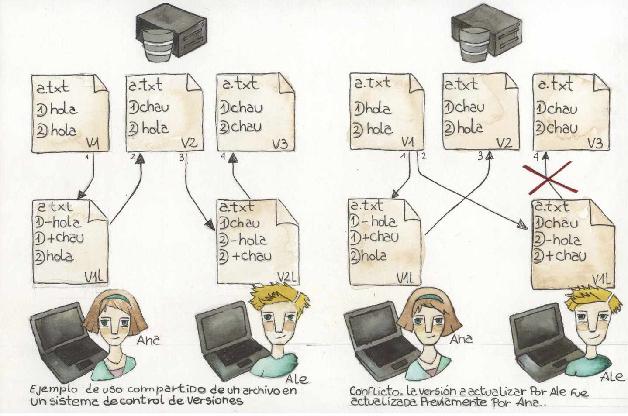 a.txt
1) hola
2) hola
V1
a.txt
1) chau
2) hola
V2
a.txt
1) chau
2) chau
V3
1
2
3
4
a.txt
1) -hola
1) +chau
2) hola
V1L
a.txt
1) chau
2) -hola
2) +chau
V2L
Ana
Ale
Ejemplo de uso compartido de un archivo en
un sistema de control de versiones
a.txt
1) hola
2) hola
V1
a.txt
1) chau
2) hola
V2
a.txt
1) chau
2) chau
V3
1
2
3
4
a.txt
1) -hola
1) +chau
2) hola
V1L
a.txt
1) chau
2) -hola
2) +chau
V1L
Ana
Ale
Conflicto. la versión a actualizar Por Ale fue
actualizada Previamente Por Ana..